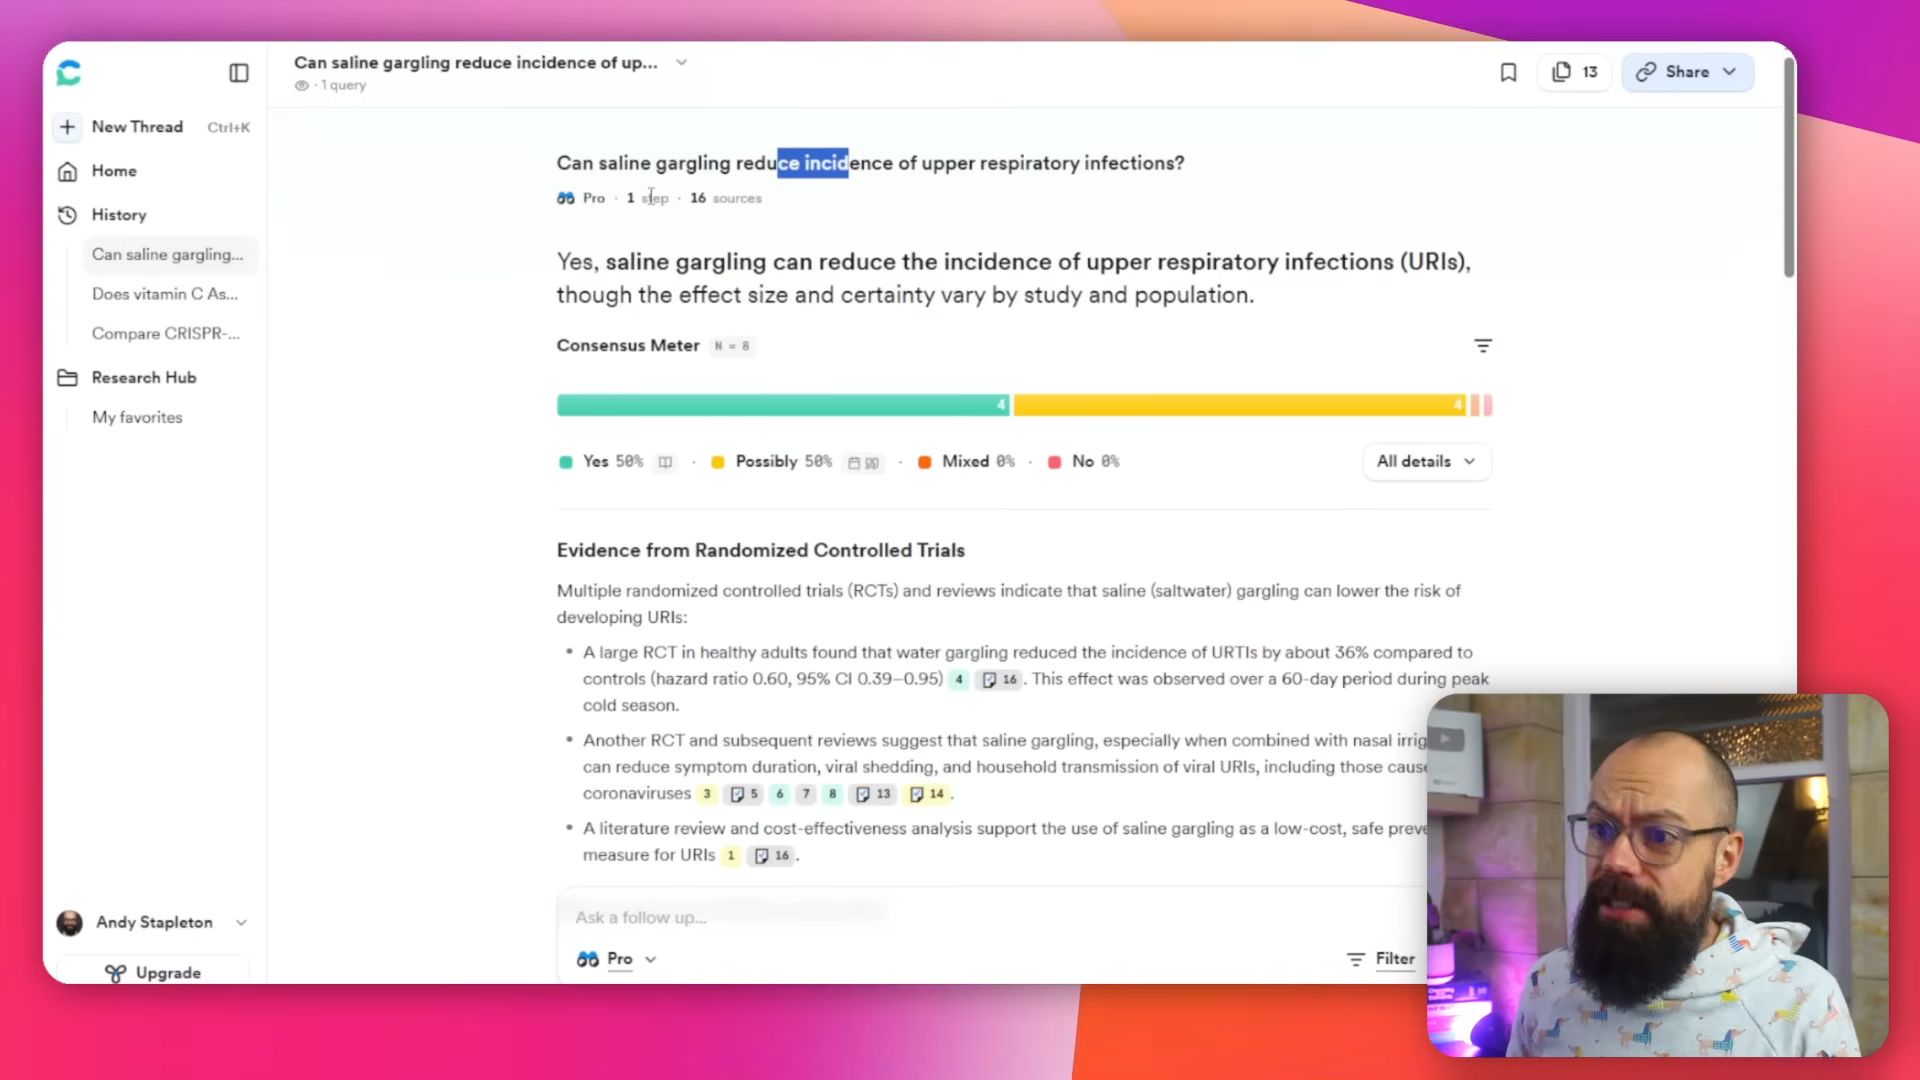 Can saline gargling reduce incidence of up...
· 1 query
13
Share
New Thread
Ctrl+K
Home
History
Can saline gargling...
Does vitamin C As...
Compare CRISPR-...
Research Hub
My favorites
Andy Stapleton
Upgrade
Can saline gargling reduce incidence of upper respiratory infections?
Pro · 1 step · 16 sources
Yes, saline gargling can reduce the incidence of upper respiratory infections (URIs),
though the effect size and certainty vary by study and population.
Consensus Meter N = 8
4 4
Yes 50% · Possibly 50% · Mixed 0% · No 0%
All details
Evidence from Randomized Controlled Trials
Multiple randomized controlled trials (RCTs) and reviews indicate that saline (saltwater) gargling can lower the risk of
developing URIs:
• A large RCT in healthy adults found that water gargling reduced the incidence of URTIs by about 36% compared to
controls (hazard ratio 0.60, 95% CI 0.39–0.95) 4 16 . This effect was observed over a 60-day period during peak
cold season.
• Another RCT and subsequent reviews suggest that saline gargling, especially when combined with nasal irrig
can reduce symptom duration, viral shedding, and household transmission of viral URIs, including those cause
coronaviruses 3 5 6 7 8 13 14 .
• A literature review and cost-effectiveness analysis support the use of saline gargling as a low-cost, safe preve
measure for URIs 1 16 .
Ask a follow up...
Pro
Filter